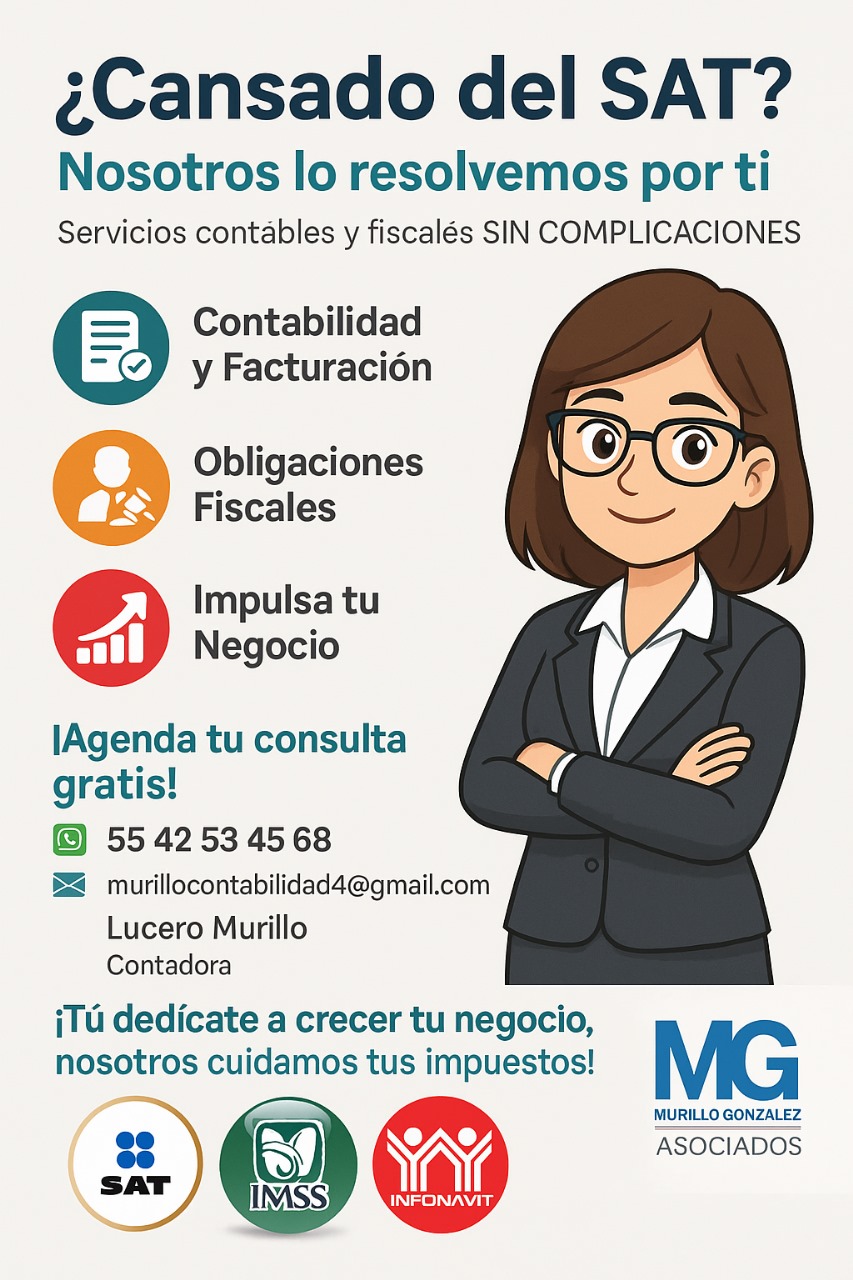 ¿Cansado del SAT?
Nosotros lo resolvemos por ti
Servicios contábles y fiscalés SIN COMPLICACIONES
Contabilidad
y Facturación
Obligaciones
Fiscales
Impulsa tu
Negocio
|Agenda tu consulta
gratis!
55 42 53 45 68
murillocontabilidad4@gmail.com
Lucero Murillo
Contadora
¡Tú dedícate a crecer tu negocio,
nosotros cuidamos tus impuestos!
MG
MURILLO GONZALEZ
ASOCIADOS
SAT
IMSS
INFONAVIT